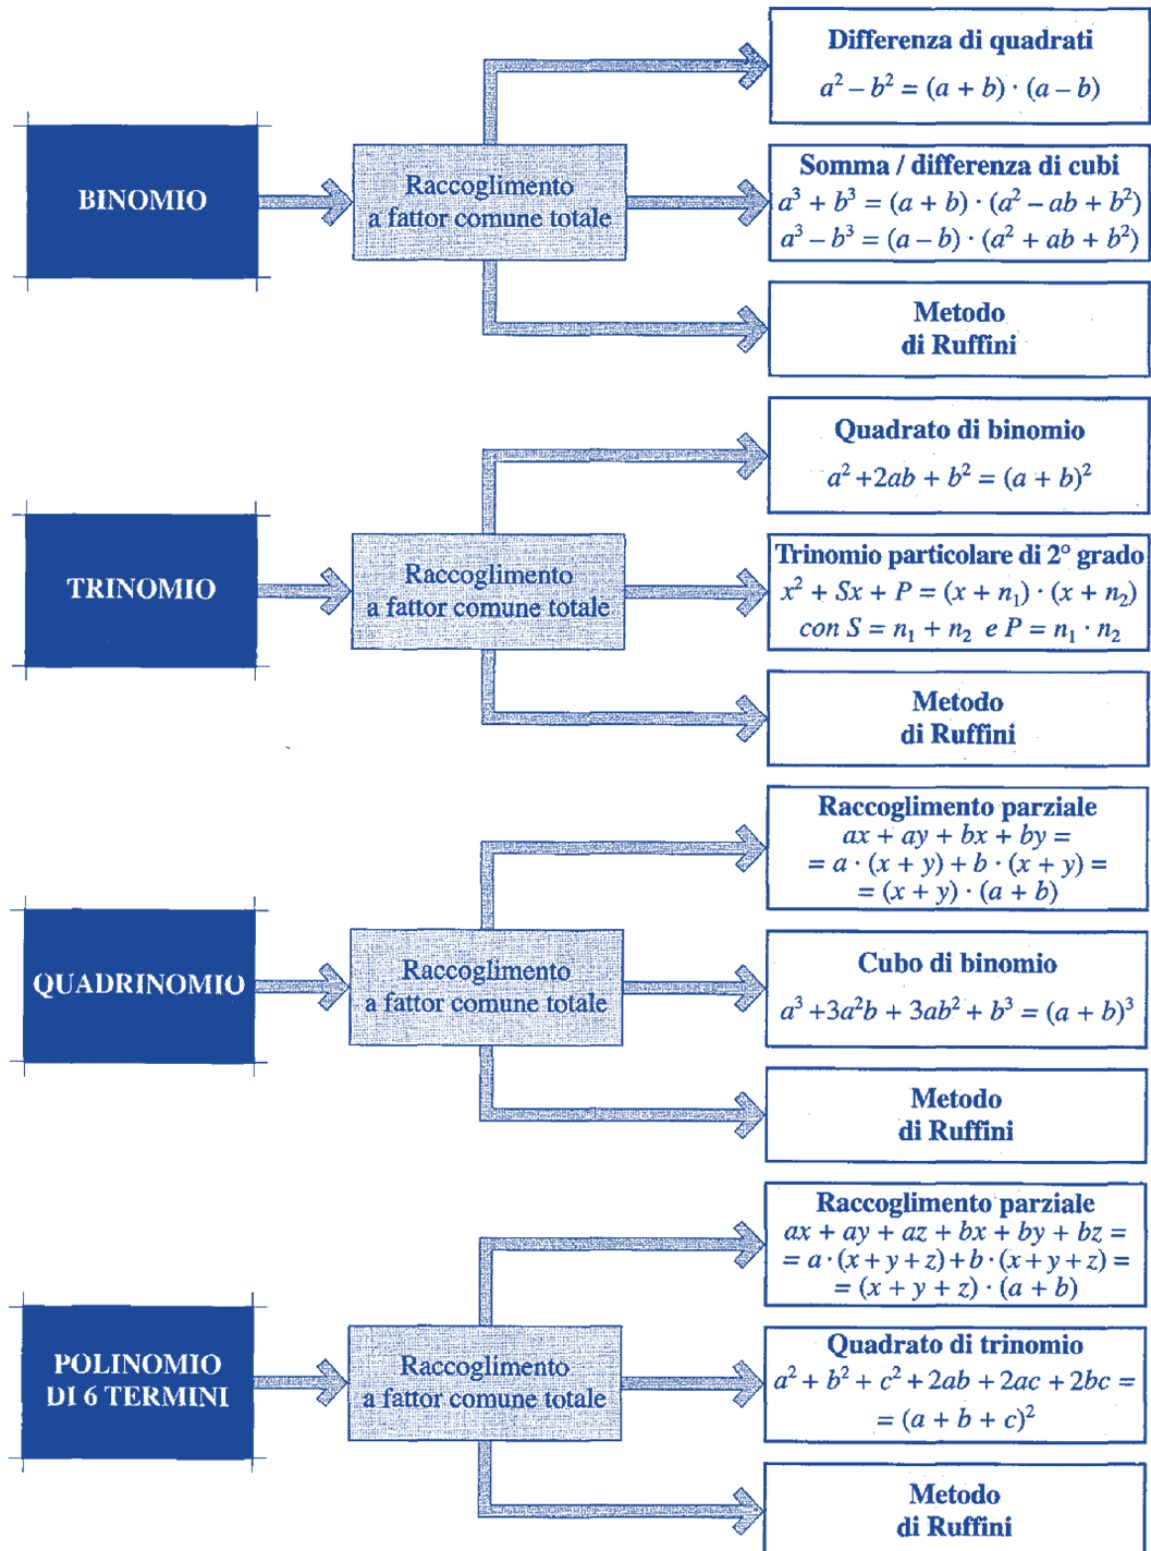 BINOMIO
Raccoglimento
a fattor comune totale
Differenza di quadrati
a² – b² = (a + b) · (a – b)
Somma / differenza di cubi
a³ + b³ = (a + b) · (a² – ab + b²)
a³ – b³ = (a – b) · (a² + ab + b²)
Metodo
di Ruffini
TRINOMIO
Raccoglimento
a fattor comune totale
Quadrato di binomio
a² +2ab + b² = (a + b)²
Trinomio particolare di 2° grado
x² + Sx + P = (x + n₁) · (x + n₂)
con S = n₁ + n₂ e P = n₁ · n₂
Metodo
di Ruffini
QUADRINOMIO
Raccoglimento
a fattor comune totale
Raccoglimento parziale
ax + ay + bx + by =
= a · (x + y) + b · (x + y) =
= (x + y) · (a + b)
Cubo di binomio
a³ +3a²b + 3ab² + b³ = (a + b)³
Metodo
di Ruffini
POLINOMIO
DI 6 TERMINI
Raccoglimento
a fattor comune totale
Raccoglimento parziale
ax + ay + az + bx + by + bz =
= a · (x + y + z) + b · (x + y + z) =
= (x + y + z) · (a + b)
Quadrato di trinomio
a² + b² + c² + 2ab + 2ac + 2bc =
= (a + b + c)²
Metodo
di Ruffini